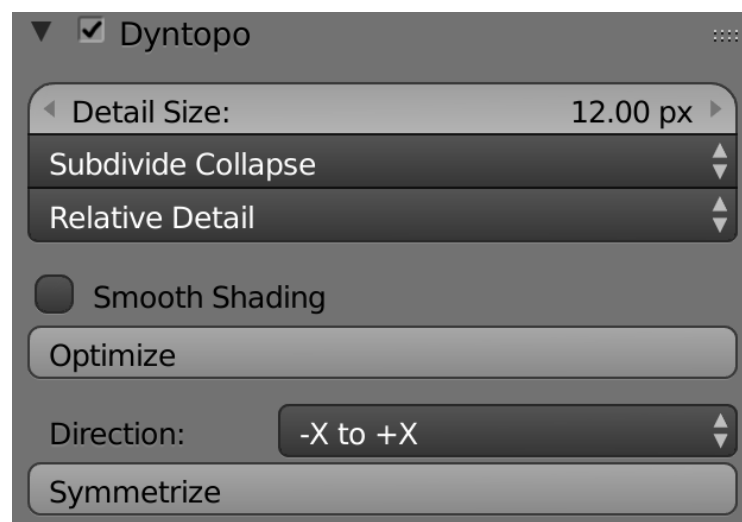 Dyntopo
Detail Size: 12.00 px
Subdivide Collapse
Relative Detail
Smooth Shading
Optimize
Direction: -X to +X
Symmetrize